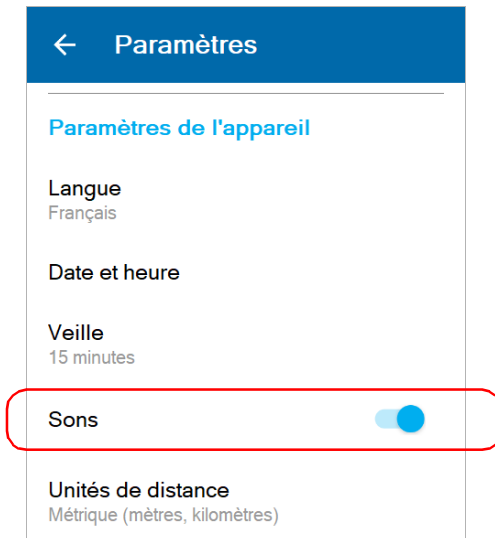 Paramètres
Paramètres de l'appareil
Langue
Français
Date et heure
Veille
15 minutes
Sons
Unités de distance
Métrique (mètres, kilomètres)